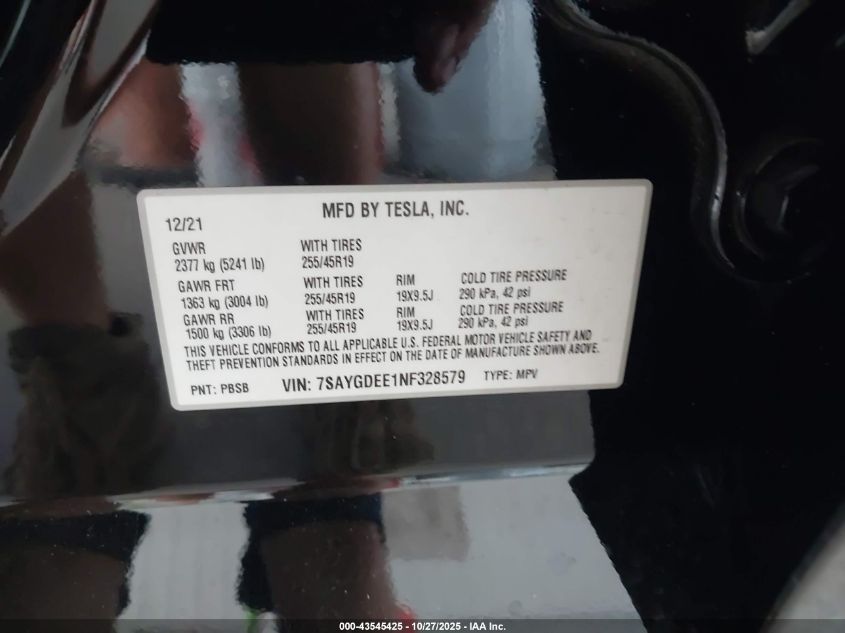 MFD BY TESLA, INC.
12/21
GVWR WITH TIRES
2377 kg (5241 lb) 255/45R19
GAWR FRT WITH TIRES RIM COLD TIRE PRESSURE
1363 kg (3004 lb) 255/45R19 19X9.5J 290 kPa, 42 psi
GAWR RR WITH TIRES RIM COLD TIRE PRESSURE
1500 kg (3306 lb) 255/45R19 19X9.5J 290 kPa, 42 psi
THIS VEHICLE CONFORMS TO ALL APPLICABLE U.S. FEDERAL MOTOR VEHICLE SAFETY AND
THEFT PREVENTION STANDARDS IN EFFECT ON THE DATE OF MANUFACTURE SHOWN ABOVE.
PNT: PBSB VIN: 7SAYGDEE1NF328579 TYPE: MPV
000-43545425 | 10/27/2025 - IAA Inc.